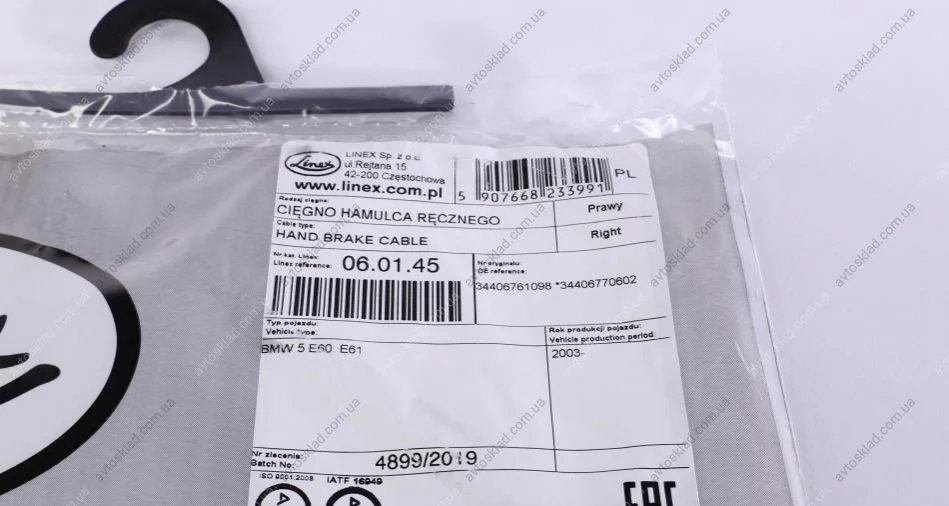 Linex
LINEX Sp. z o.o.
ul Rejtana 15
42-200 Częstochowa
www.linex.com.pl
5 907668 233991
PL
Rodzaj cięgna:
CIĘGNO HAMULCA RĘCZNEGO
Prawy
Cable type:
HAND BRAKE CABLE
Right
Nr kat. Linex:
Linex reference:
06.01.45
Nr oryginału:
OE reference:
34406761098 *34406770602
Typ pojazdu:
Vehicle type:
BMW 5 E60 E61
Rok produkcji pojazdu:
Vehicle production period:
2003-
Nr zlecenia:
Batch No:
4899/2019
ISO 9001:2008
IATF 16949
EAC
avtosklad.com.ua